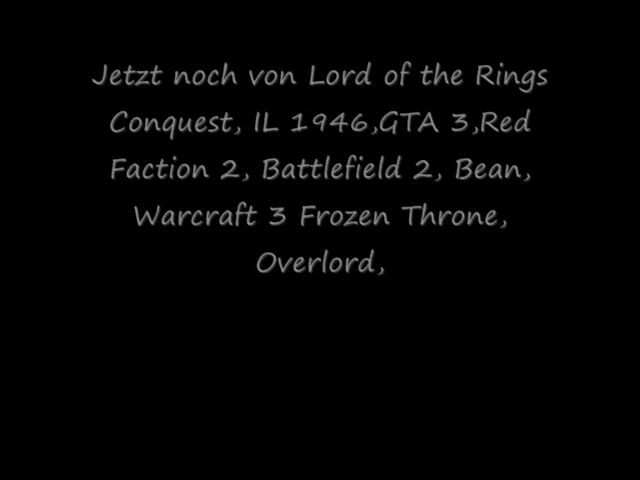 Jetzt noch von Lord of the Rings
Conquest, IL 1946,GTA 3,Red
Faction 2, Battlefield 2, Bean,
Warcraft 3 Frozen Throne,
Overlord,